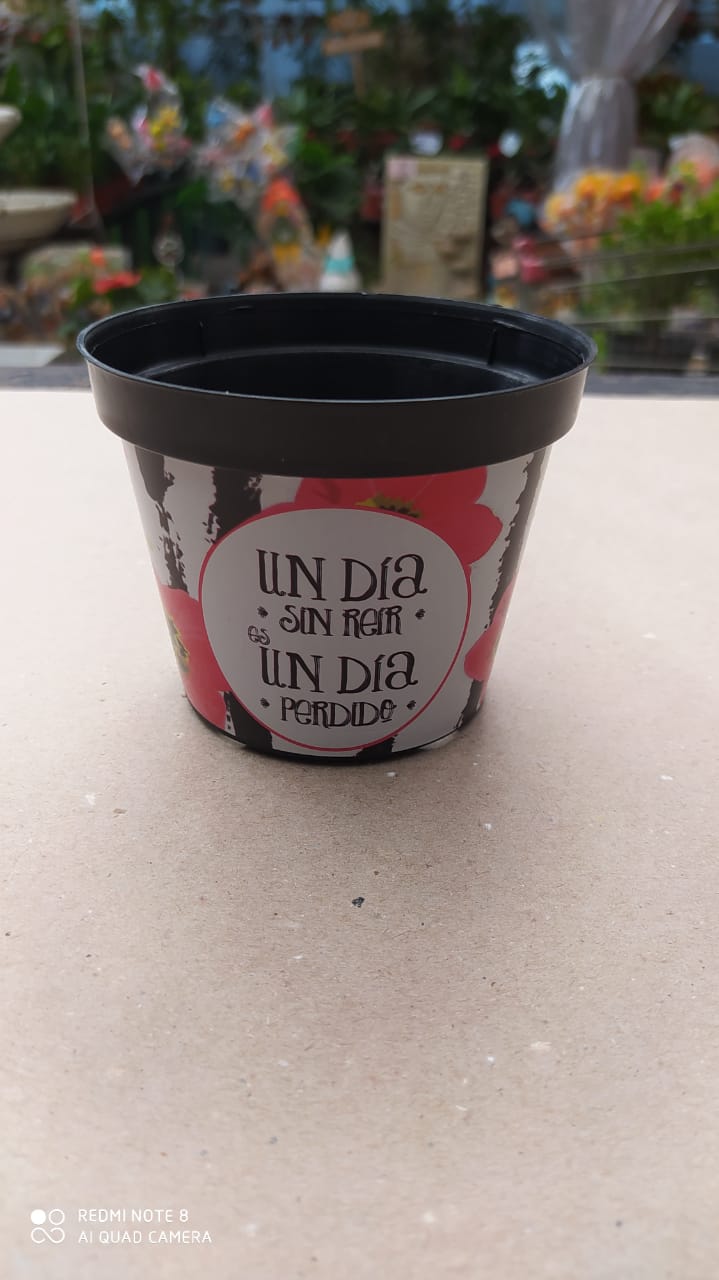 UN Día
SIN REIR
es
UN Día
PERDIDO
REDMI NOTE 8
AI QUAD CAMERA